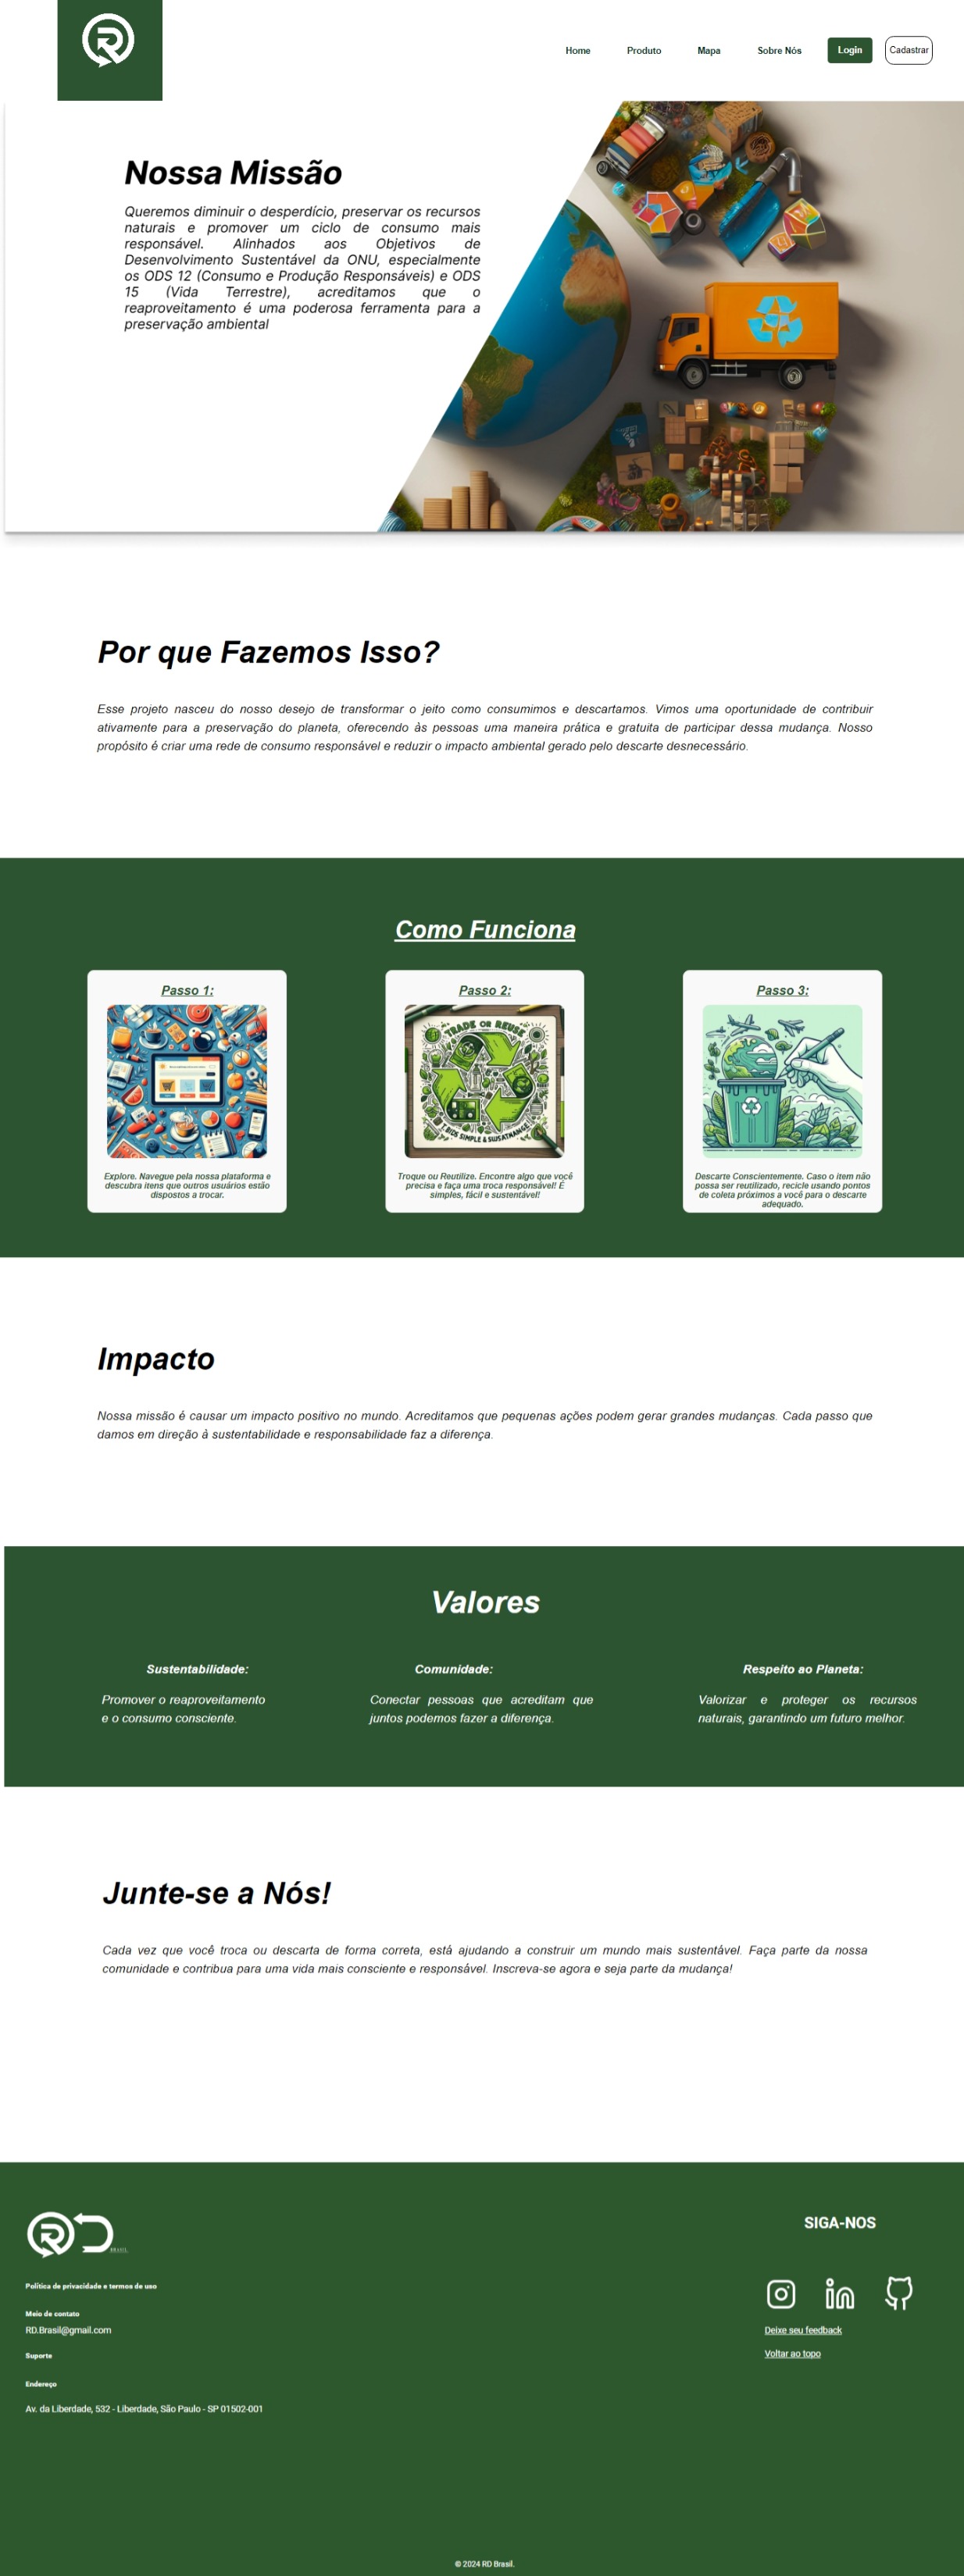 Home Produto Mapa Sobre Nós Login Cadastrar
Nossa Missão
Queremos diminuir o desperdício, preservar os recursos
naturais e promover um ciclo de consumo mais
responsável. Alinhados aos Objetivos de
Desenvolvimento Sustentável da ONU, especialmente
os ODS 12 (Consumo e Produção Responsáveis) e ODS
15 (Vida Terrestre), acreditamos que o
reaproveitamento é uma poderosa ferramenta para a
preservação ambiental
Por que Fazemos Isso?
Esse projeto nasceu do nosso desejo de transformar o jeito como consumimos e descartamos. Vimos uma oportunidade de contribuir
ativamente para a preservação do planeta, oferecendo às pessoas uma maneira prática e gratuita de participar dessa mudança. Nosso
propósito é criar uma rede de consumo responsável e reduzir o impacto ambiental gerado pelo descarte desnecessário.
Como Funciona
Passo 1:
Explore. Navegue pela nossa plataforma e
descubra itens que outros usuários estão
dispostos a trocar.
Passo 2:
TRADE OR REUSE
Troque ou Reutilize. Encontre algo que você
precisa e faça uma troca responsável! É
simples, fácil e sustentável!
Passo 3:
Descarte Conscientemente. Caso o item não
possa ser reutilizado, recicle usando pontos
de coleta próximos a você para o descarte
adequado.
Impacto
Nossa missão é causar um impacto positivo no mundo. Acreditamos que pequenas ações podem gerar grandes mudanças. Cada passo que
damos em direção à sustentabilidade e responsabilidade faz a diferença.
Valores
Sustentabilidade:
Promover o reaproveitamento
e o consumo consciente.
Comunidade:
Conectar pessoas que acreditam que
juntos podemos fazer a diferença.
Respeito ao Planeta:
Valorizar e proteger os recursos
naturais, garantindo um futuro melhor.
Junte-se a Nós!
Cada vez que você troca ou descarta de forma correta, está ajudando a construir um mundo mais sustentável. Faça parte da nossa
comunidade e contribua para uma vida mais consciente e responsável. Inscreva-se agora e seja parte da mudança!
BRASIL
Política de privacidade e termos de uso
Meio de contato
RD.Brasil@gmail.com
Suporte
Endereço
Av. da Liberdade, 532 - Liberdade, São Paulo - SP 01502-001
SIGA-NOS
Deixe seu feedback
Voltar ao topo
© 2024 RD Brasil.